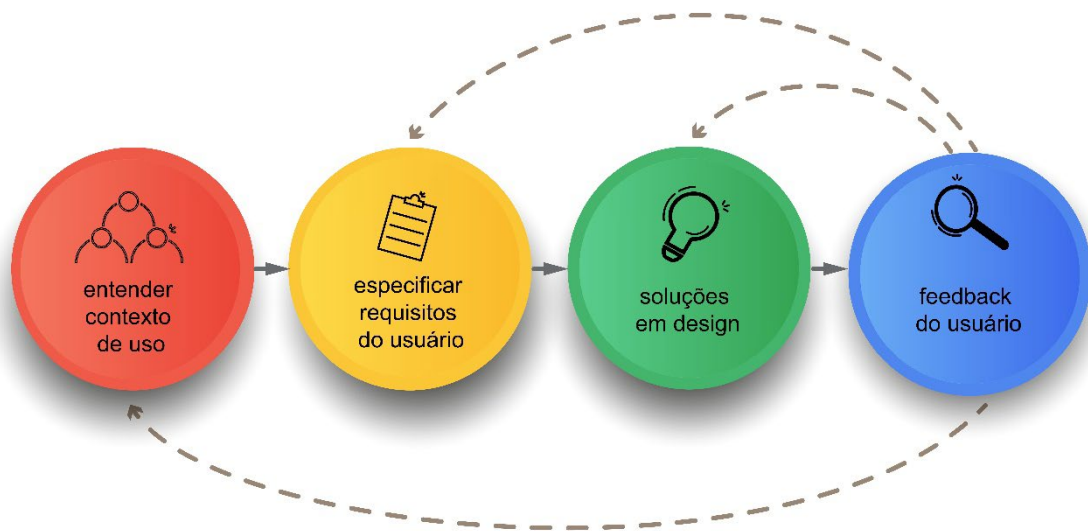 entender
contexto
de uso
especificar
requisitos
do usuário
soluções
em design
feedback
do usuário